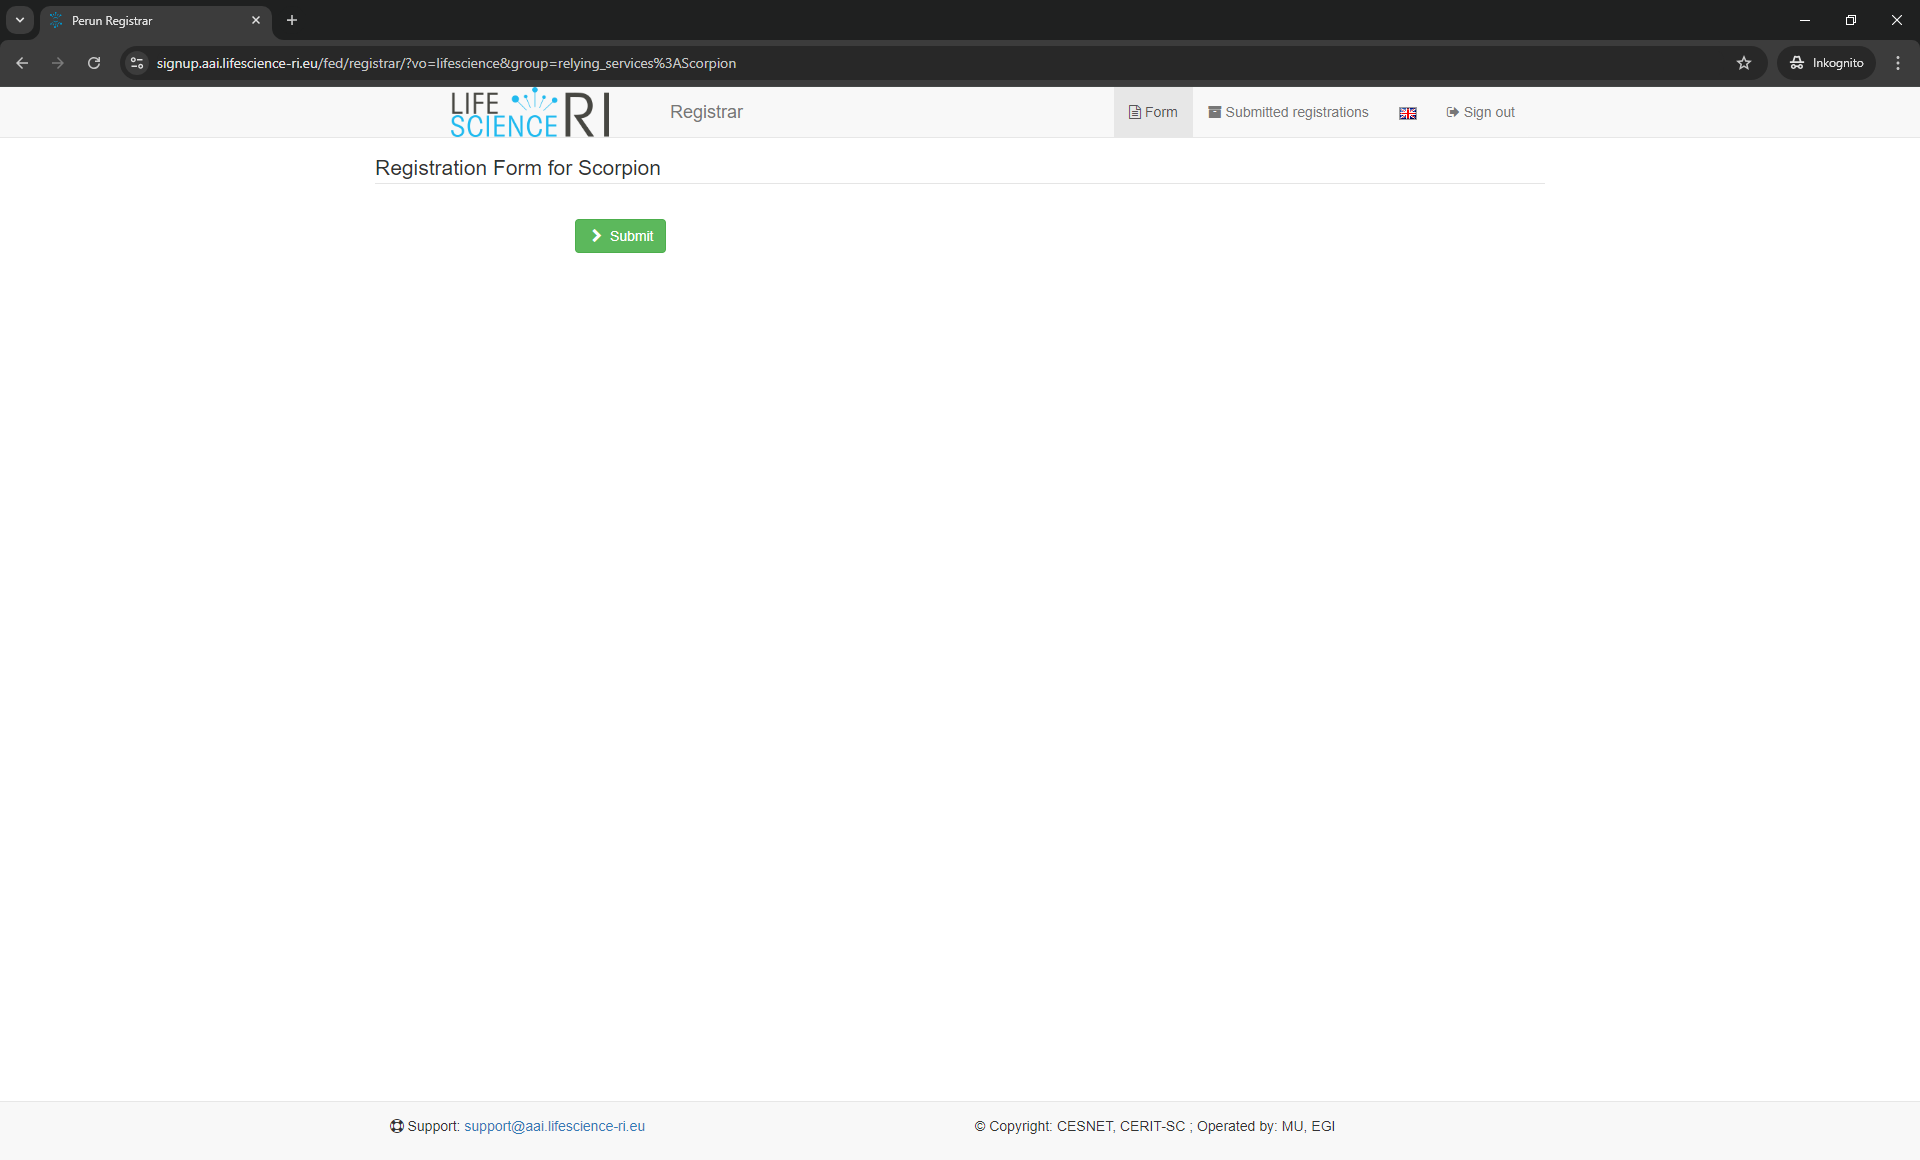 Perun Registrar
signup.aai.lifescience-ri.eu/fed/registrar/?vo=lifescience&group=relying_services%3AScorpion
Inkognito
LIFE
SCIENCE RI
Registrar
Form
Submitted registrations
Sign out
Registration Form for Scorpion
Submit
Support: support@aai.lifescience-ri.eu
© Copyright: CESNET, CERIT-SC ; Operated by: MU, EGI